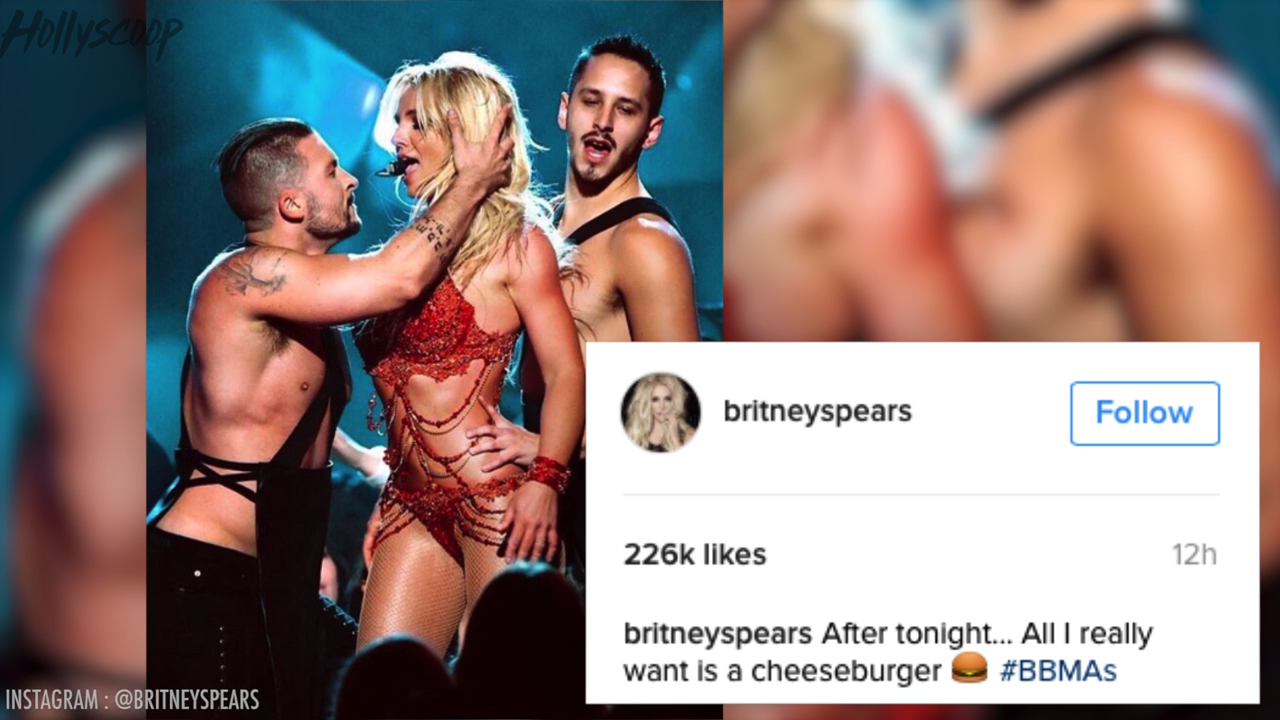 Hollyscoop
britneyspears
Follow
226k likes
12h
britneyspears After tonight... All I really
want is a cheeseburger 🍔 #BBMAs
INSTAGRAM : @BRITNEYSPEARS